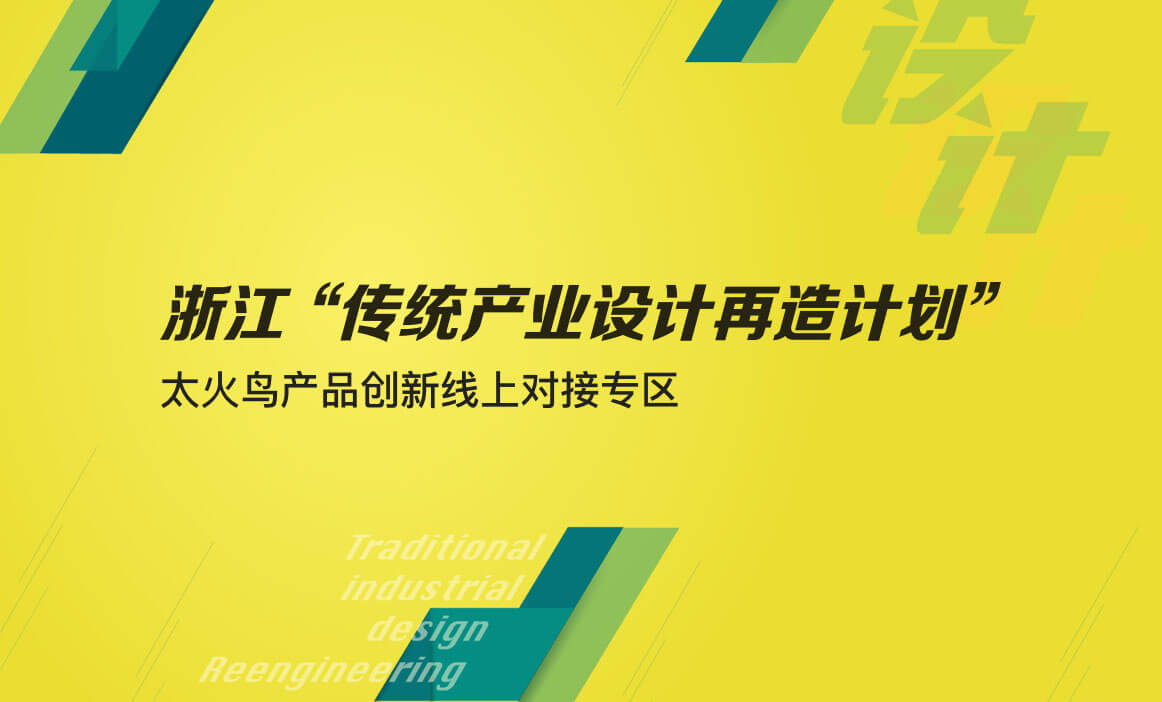 设
计
浙江“传统产业设计再造计划”
太火鸟产品创新线上对接专区
Traditional
industrial
design
Reengineering